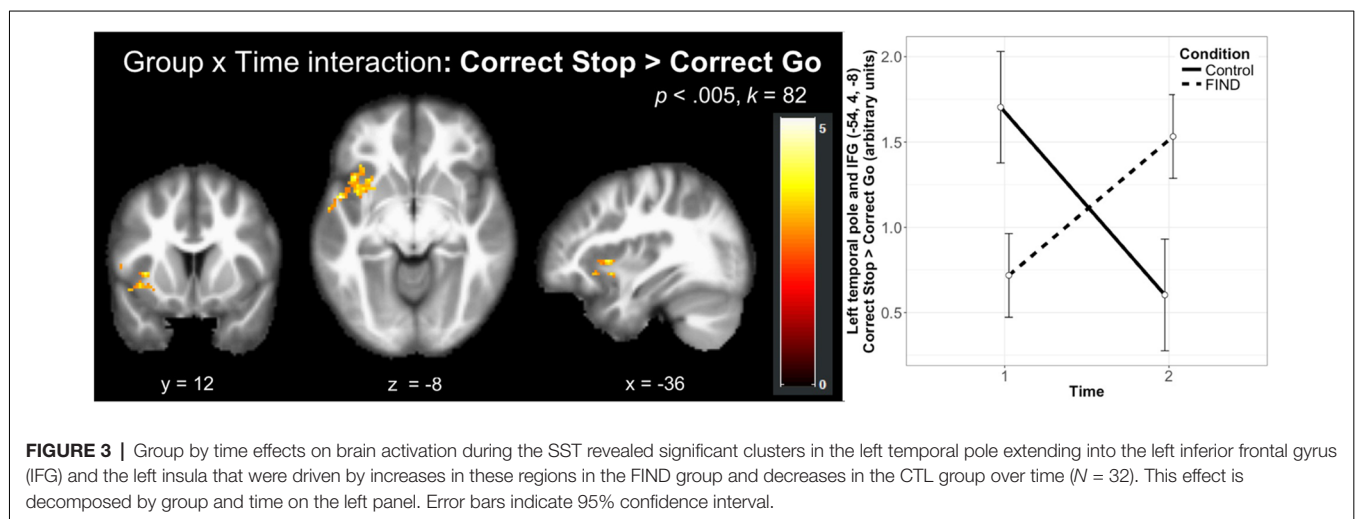 Group x Time interaction: Correct Stop > Correct Go
p < .005, k = 82
5
0
y = 12
z = -8
x = -36
Left temporal pole and IFG (-54, 4, -8)
Correct Stop > Correct Go (arbitrary units)
2.0
1.5
1.0
0.5
Condition
Control
FIND
1
2
Time
FIGURE 3 | Group by time effects on brain activation during the SST revealed significant clusters in the left temporal pole extending into the left inferior frontal gyrus
(IFG) and the left insula that were driven by increases in these regions in the FIND group and decreases in the CTL group over time (N = 32). This effect is
decomposed by group and time on the left panel. Error bars indicate 95% confidence interval.